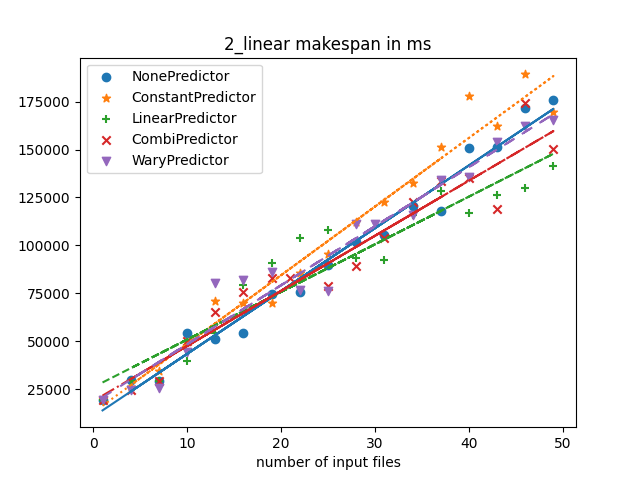 2_linear makespan in ms
NonePredictor
ConstantPredictor
LinearPredictor
CombiPredictor
WaryPredictor
175000
150000
125000
100000
75000
50000
25000
0 10 20 30 40 50
number of input files